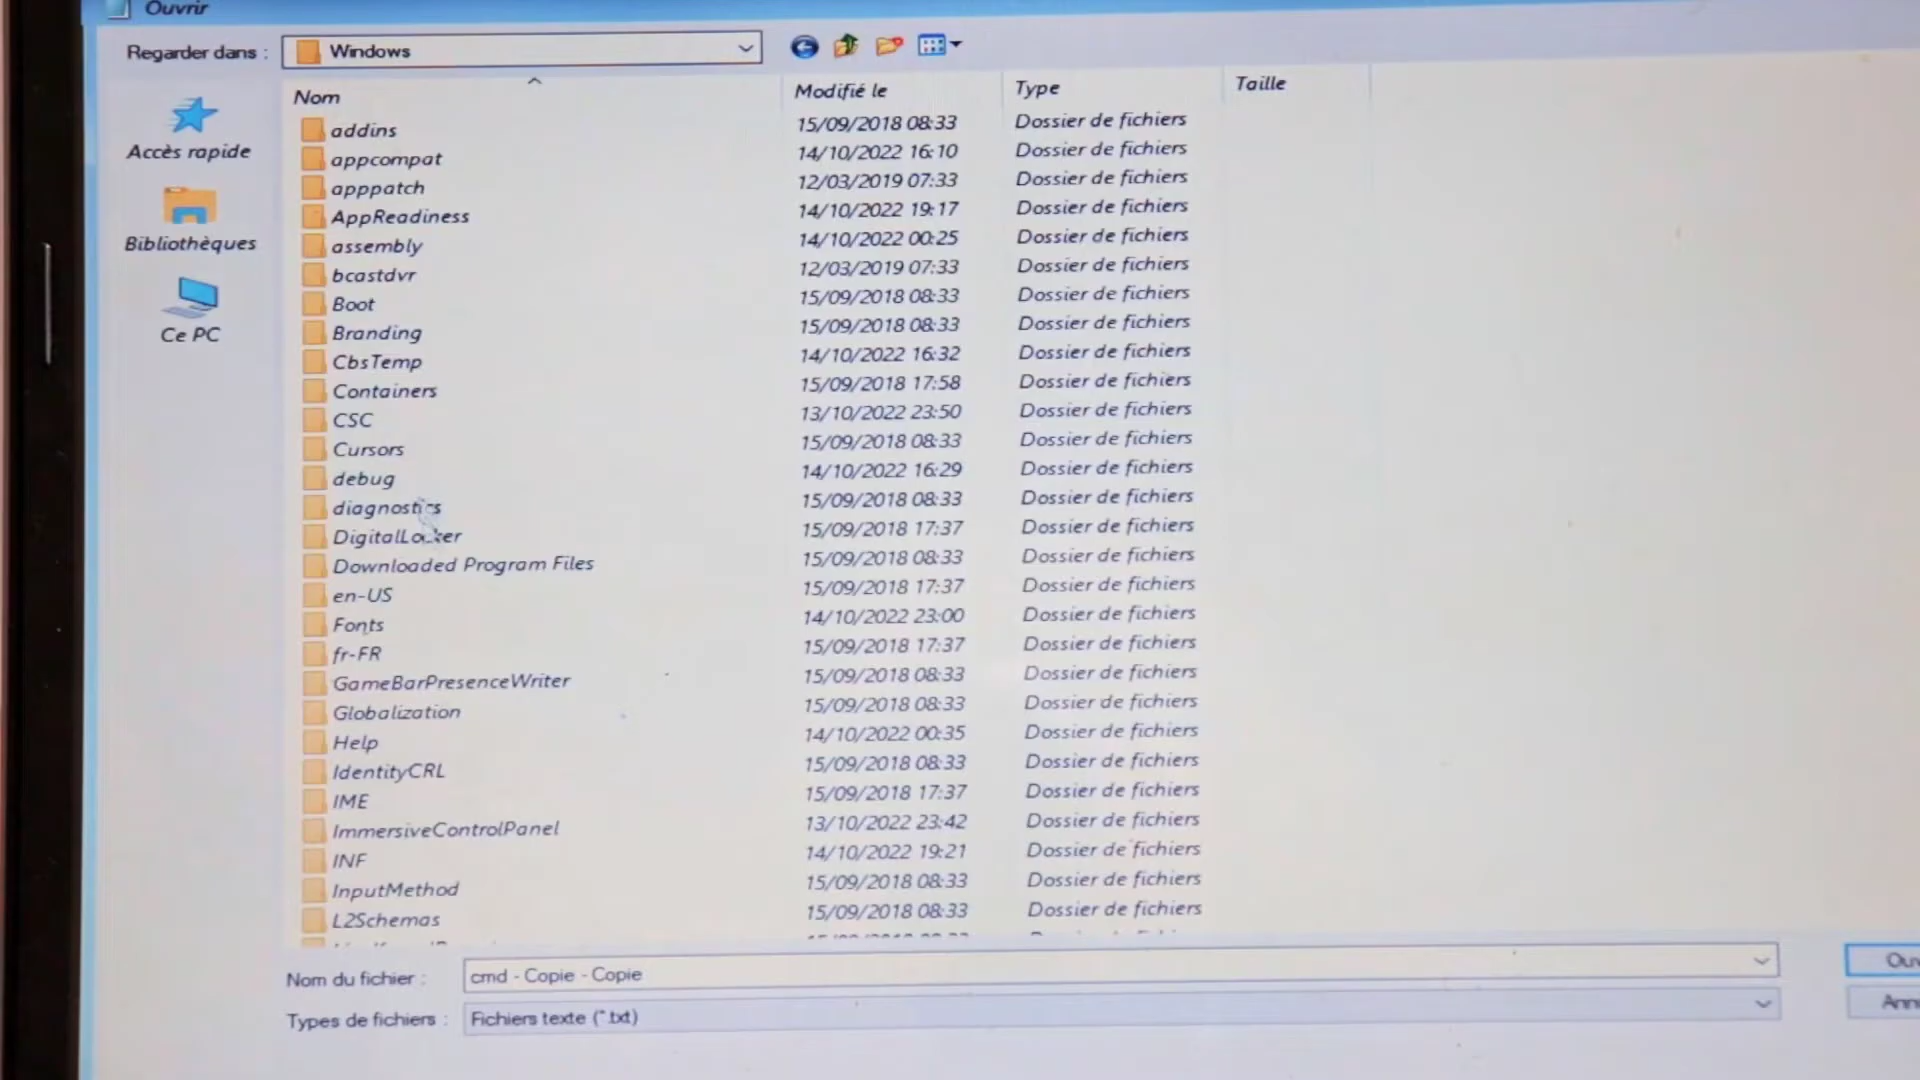 Ouvrir
Regarder dans : Windows
Nom Modifié le Type Taille
addins 15/09/2018 08:33 Dossier de fichiers
appcompat 14/10/2022 16:10 Dossier de fichiers
apppatch 12/03/2019 07:33 Dossier de fichiers
AppReadiness 14/10/2022 19:17 Dossier de fichiers
assembly 14/10/2022 00:25 Dossier de fichiers
bcastdvr 12/03/2019 07:33 Dossier de fichiers
Boot 15/09/2018 08:33 Dossier de fichiers
Branding 15/09/2018 08:33 Dossier de fichiers
CbsTemp 14/10/2022 16:32 Dossier de fichiers
Containers 15/09/2018 17:58 Dossier de fichiers
CSC 13/10/2022 23:50 Dossier de fichiers
Cursors 15/09/2018 08:33 Dossier de fichiers
debug 14/10/2022 16:29 Dossier de fichiers
diagnostics 15/09/2018 08:33 Dossier de fichiers
DigitalLocker 15/09/2018 17:37 Dossier de fichiers
Downloaded Program Files 15/09/2018 08:33 Dossier de fichiers
en-US 15/09/2018 17:37 Dossier de fichiers
Fonts 14/10/2022 23:00 Dossier de fichiers
fr-FR 15/09/2018 17:37 Dossier de fichiers
GameBarPresenceWriter 15/09/2018 08:33 Dossier de fichiers
Globalization 15/09/2018 08:33 Dossier de fichiers
Help 14/10/2022 00:35 Dossier de fichiers
IdentityCRL 15/09/2018 08:33 Dossier de fichiers
IME 15/09/2018 17:37 Dossier de fichiers
ImmersiveControlPanel 13/10/2022 23:42 Dossier de fichiers
INF 14/10/2022 19:21 Dossier de fichiers
InputMethod 15/09/2018 08:33 Dossier de fichiers
L2Schemas 15/09/2018 08:33 Dossier de fichiers
Accès rapide
Bibliothèques
Ce PC
Nom du fichier : cmd - Copie - Copie
Types de fichiers : Fichiers texte (*.txt)
Ouv
Ann